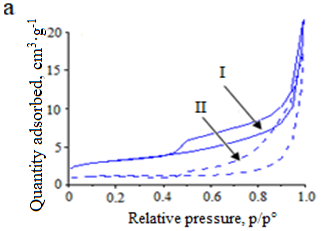 a
Quantity adsorbed, cm³·g⁻¹
20
15
10
5
0
I
II
0 0.2 0.4 0.6 0.8 1.0
Relative pressure, p/p°